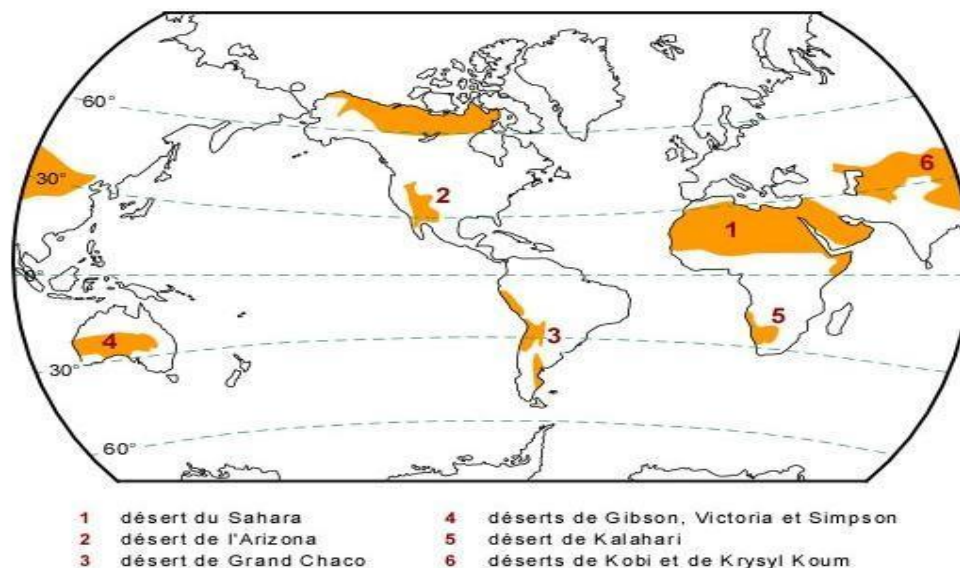 60°
6
30°
2
1
0°
5
4
3
30°
60°
1 désert du Sahara
2 désert de l'Arizona
3 désert de Grand Chaco
4 déserts de Gibson, Victoria et Simpson
5 désert de Kalahari
6 déserts de Kobi et de Krysyl Koum